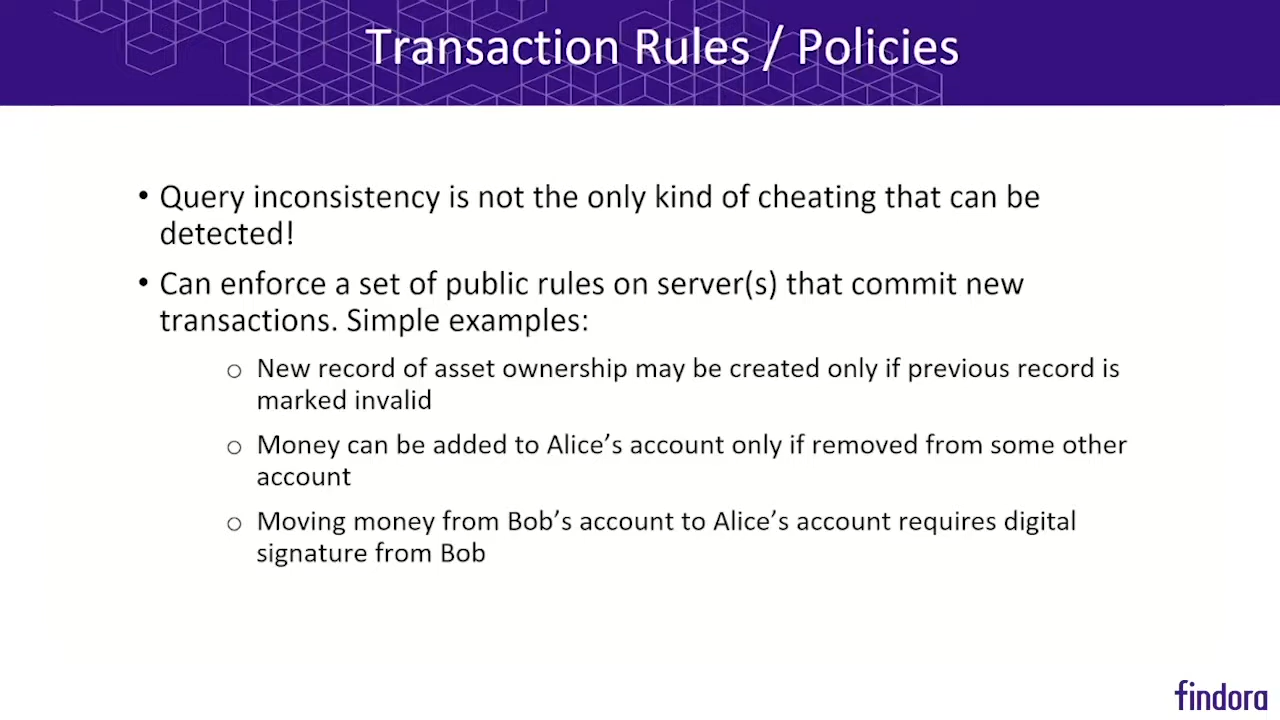 Transaction Rules / Policies
• Query inconsistency is not the only kind of cheating that can be
detected!
• Can enforce a set of public rules on server(s) that commit new
transactions. Simple examples:
o New record of asset ownership may be created only if previous record is
marked invalid
o Money can be added to Alice’s account only if removed from some other
account
o Moving money from Bob’s account to Alice’s account requires digital
signature from Bob
findora